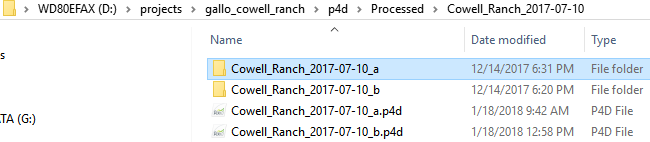 WD80EFAX (D:) > projects > gallo_cowell_ranch > p4d > Processed > Cowell_Ranch_2017-07-10
Name Date modified Type
Cowell_Ranch_2017-07-10_a 12/14/2017 6:31 PM File folder
Cowell_Ranch_2017-07-10_b 12/14/2017 6:20 PM File folder
Cowell_Ranch_2017-07-10_a.p4d 1/18/2018 9:42 AM P4D File
ATA (G:) Cowell_Ranch_2017-07-10_b.p4d 1/18/2018 12:58 PM P4D File